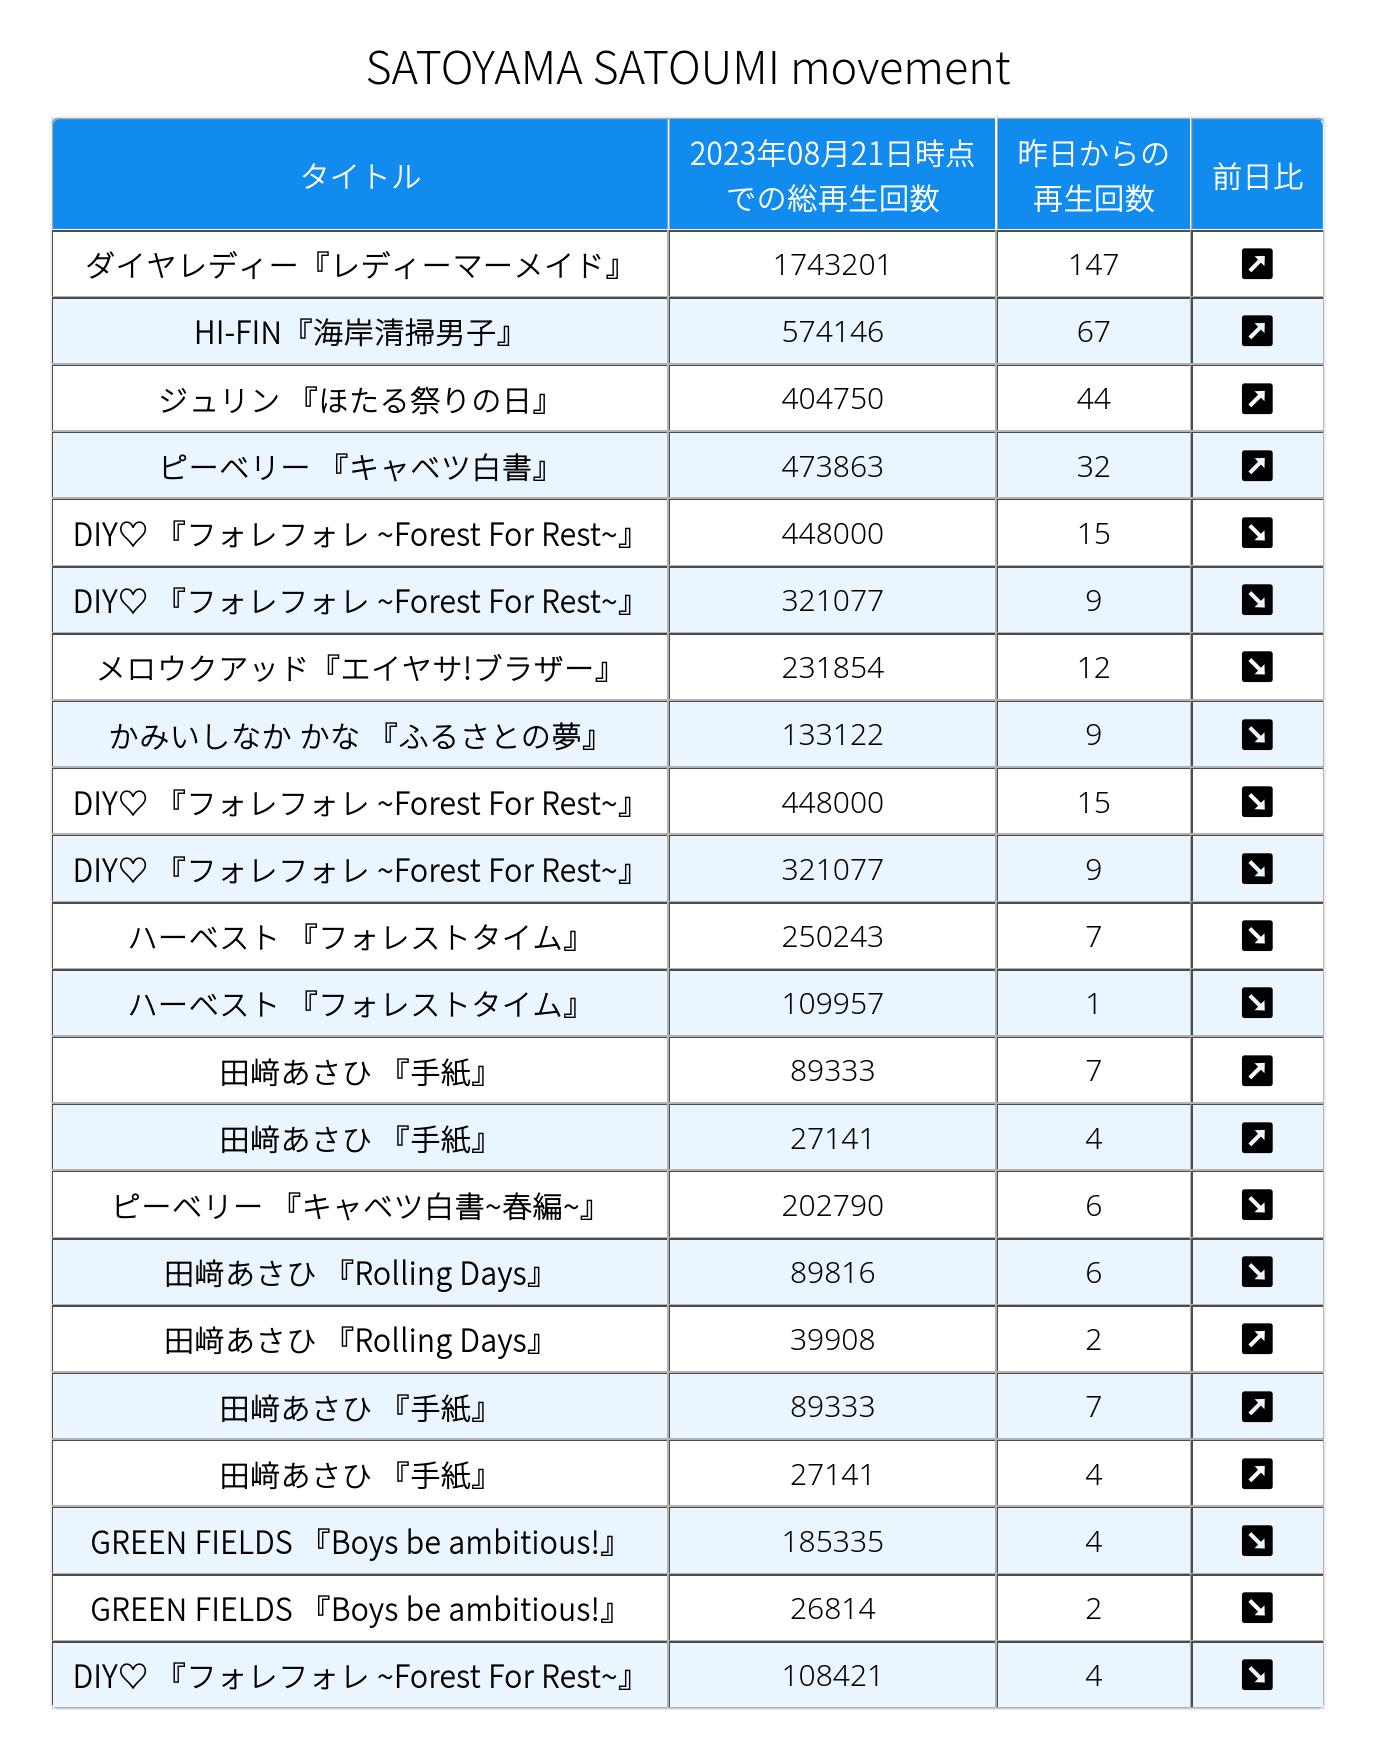 SATOYAMA SATOUMI movement
タイトル 2023年08月21日時点での総再生回数 昨日からの再生回数 前日比
ダイヤレディー『レディーマーメイド』 1743201 147 ↗
HI-FIN『海岸清掃男子』 574146 67 ↗
ジュリン 『ほたる祭りの日』 404750 44 ↗
ピーベリー 『キャベツ白書』 473863 32 ↗
DIY♡ 『フォレフォレ ~Forest For Rest~』 448000 15 ↘
DIY♡ 『フォレフォレ ~Forest For Rest~』 321077 9 ↘
メロウクアッド『エイヤサ!ブラザー』 231854 12 ↘
かみいしなか かな 『ふるさとの夢』 133122 9 ↘
DIY♡ 『フォレフォレ ~Forest For Rest~』 448000 15 ↘
DIY♡ 『フォレフォレ ~Forest For Rest~』 321077 9 ↘
ハーベスト 『フォレストタイム』 250243 7 ↘
ハーベスト 『フォレストタイム』 109957 1 ↘
田﨑あさひ 『手紙』 89333 7 ↗
田﨑あさひ 『手紙』 27141 4 ↗
ピーベリー 『キャベツ白書~春編~』 202790 6 ↘
田﨑あさひ 『Rolling Days』 89816 6 ↘
田﨑あさひ 『Rolling Days』 39908 2 ↗
田﨑あさひ 『手紙』 89333 7 ↗
田﨑あさひ 『手紙』 27141 4 ↗
GREEN FIELDS 『Boys be ambitious!』 185335 4 ↘
GREEN FIELDS 『Boys be ambitious!』 26814 2 ↘
DIY♡ 『フォレフォレ ~Forest For Rest~』 108421 4 ↘